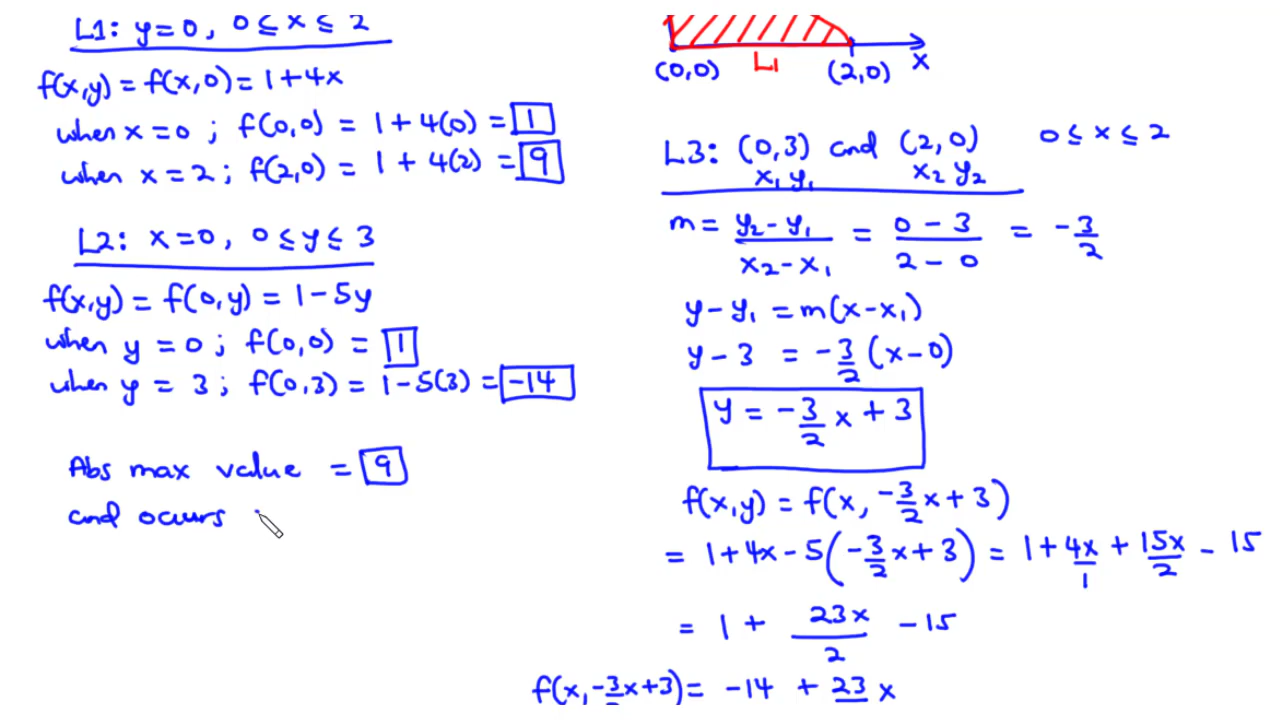 L1: y=0, 0≤x≤2
f(x,y) = f(x,0) = 1+4x
when x=0 ; f(0,0) = 1+4(0) = 1
when x=2 ; f(2,0) = 1+4(2) = 9
L2: x=0, 0≤y≤3
f(x,y) = f(0,y) = 1-5y
when y=0 ; f(0,0) = 1
when y = 3 ; f(0,3) = 1-5(3) = -14
Abs max value = 9
and occurs
L1
(0,0) (2,0) x
L3: (0,3) and (2,0) 0≤x≤2
x₁ y₁ x₂ y₂
m = (y₂-y₁)/(x₂-x₁) = (0-3)/(2-0) = -3/2
y-y₁ = m(x-x₁)
y-3 = -3/2 (x-0)
y = -3/2 x + 3
f(x,y) = f(x, -3/2 x+3)
= 1+4x-5(-3/2 x+3) = 1+4x/1+15x/2-15
= 1 + 23x/2 -15
f(x, -3/2 x+3) = -14 + 23/ x